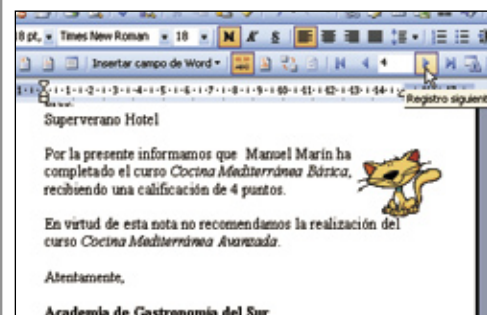 8 pt. Times New Roman 18 N K S
Insertar campo de Word 4
Registro siguiente
Superverano Hotel
Por la presente informamos que Manuel Marín ha
completado el curso Cocina Mediterránea Básica,
recibiendo una calificación de 4 puntos.
En virtud de esta nota no recomendamos la realización del
curso Cocina Mediterránea Avanzada.
Atentamente,
Academia de Gastronomía del Sur